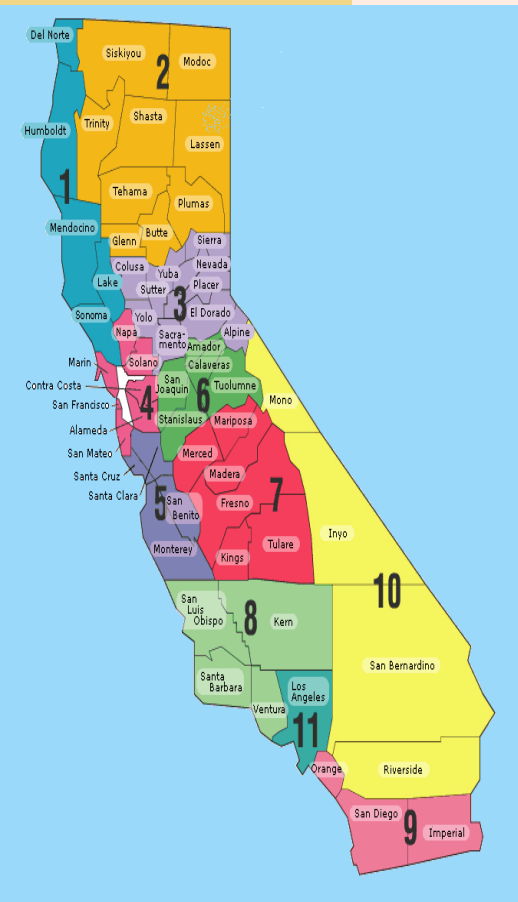 Del Norte
Siskiyou
2
Modoc
Shasta
Trinity
Humboldt
Lassen
Tehama
1
Plumas
Mendocino
Butte
Glenn
Sierra
Colusa
Nevada
Yuba
Lake
Placer
Sutter
3
El Dorado
Sonoma
Yolo
Napa
Alpine
Sacra-
mento
Amador
Marin
Solano
Calaveras
San
Joaquin
Tuolumne
Contra Costa
6
Mono
San Francisco
4
Stanislaus
Mariposa
Alameda
San Mateo
Merced
Santa Cruz
Madera
Santa Clara
5
7
San
Benito
Fresno
Inyo
Monterey
Tulare
Kings
10
San
Luis
Obispo
8
Kern
San Bernardino
Santa
Barbara
Los
Angeles
Ventura
11
Orange
Riverside
San Diego
9
Imperial